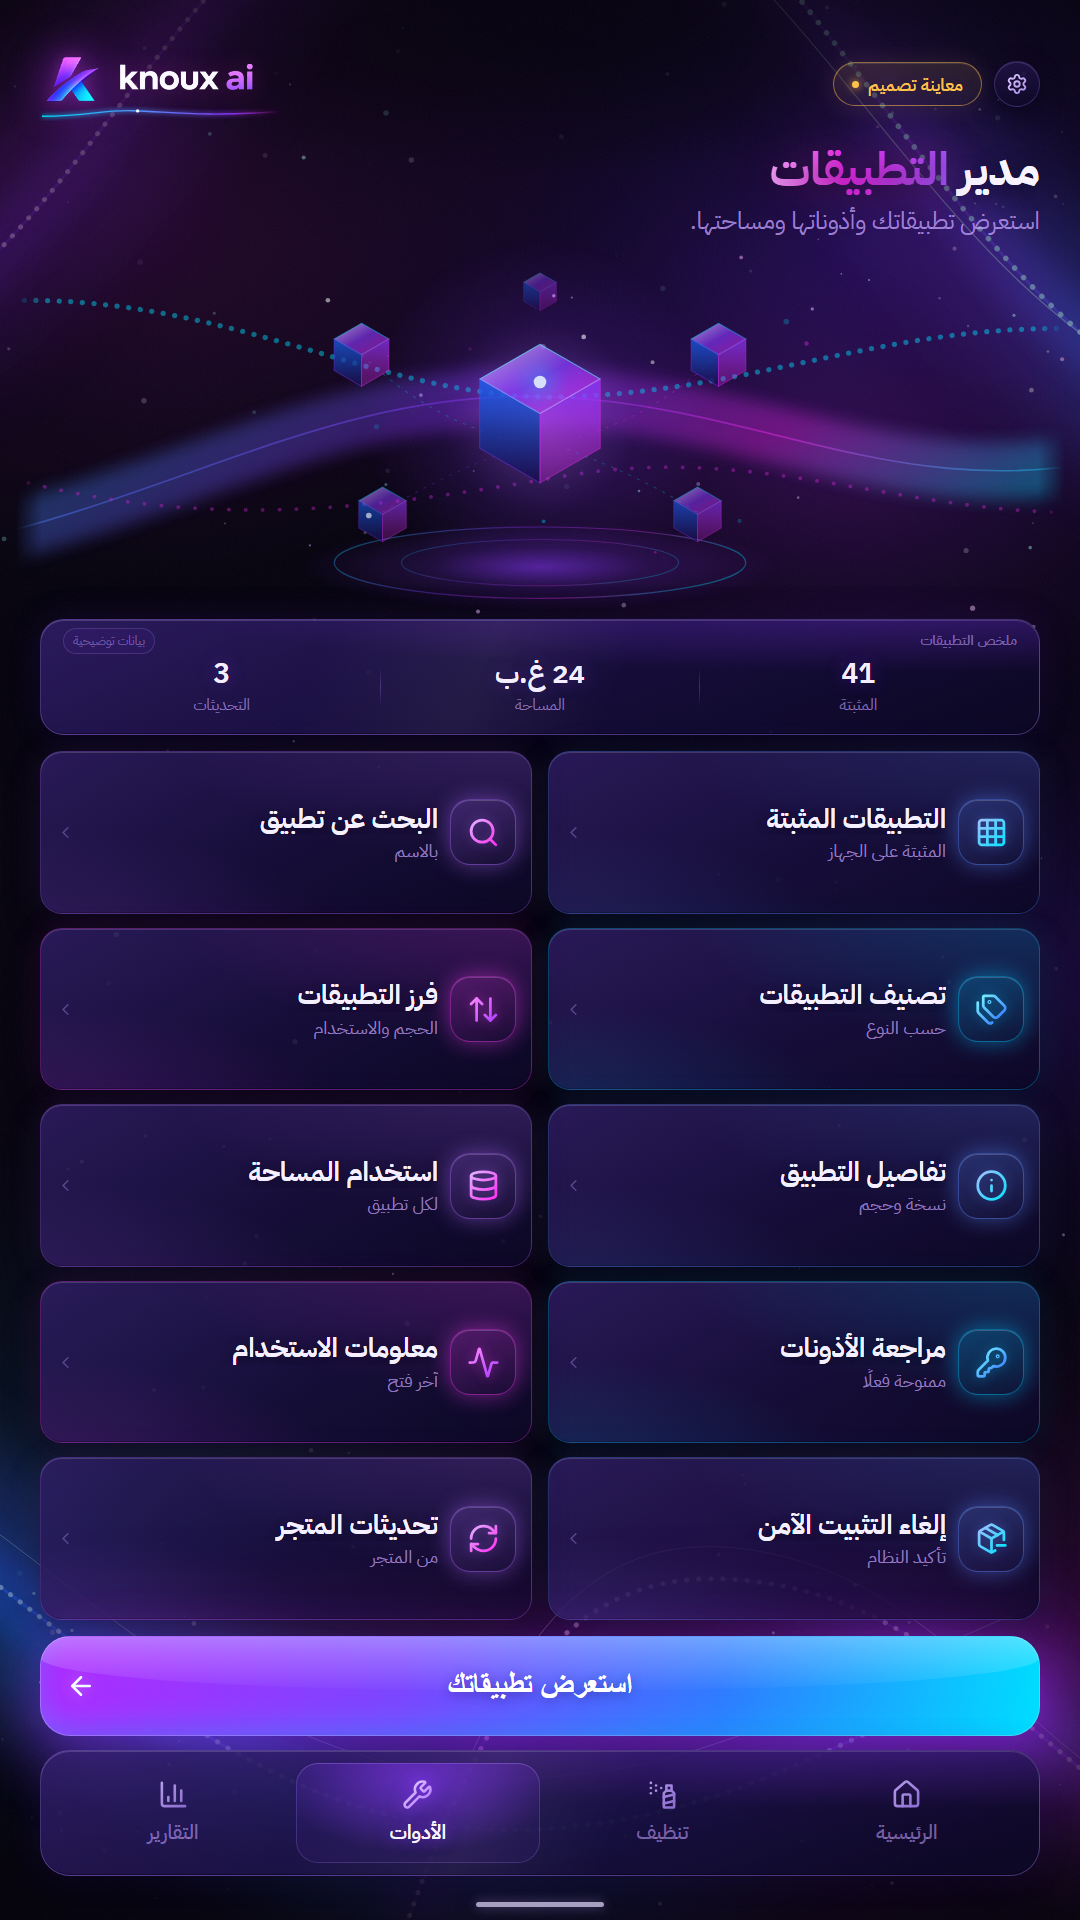 knoux ai
معاينة تصميم
مدير التطبيقات
استعرض تطبيقاتك وأذوناتها ومساحتها.
ملخص التطبيقات
بيانات توضيحية
41
المثبتة
24 غ.ب
المساحة
3
التحديثات
التطبيقات المثبتة
المثبتة على الجهاز
البحث عن تطبيق
بالاسم
تصنيف التطبيقات
حسب النوع
فرز التطبيقات
الحجم والاستخدام
تفاصيل التطبيق
نسخة وحجم
استخدام المساحة
لكل تطبيق
مراجعة الأذونات
ممنوحة فعلًا
معلومات الاستخدام
آخر فتح
إلغاء التثبيت الآمن
تأكيد النظام
تحديثات المتجر
من المتجر
استعرض تطبيقاتك
الرئيسية
تنظيف
الأدوات
التقارير